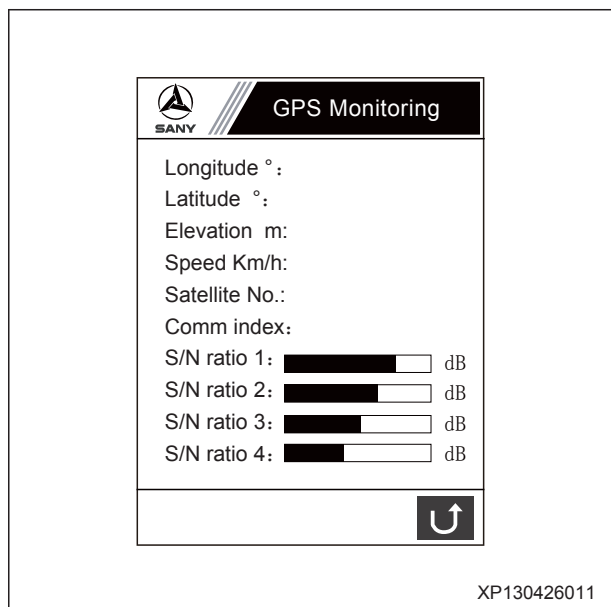 SANY
GPS Monitoring
Longitude °：
Latitude °：
Elevation m:
Speed Km/h:
Satellite No.:
Comm index：
S/N ratio 1： dB
S/N ratio 2： dB
S/N ratio 3： dB
S/N ratio 4： dB
XP130426011